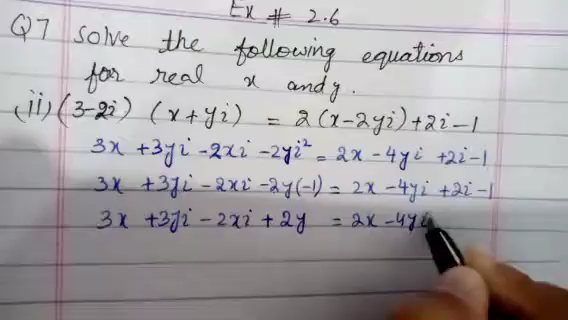 Ex # 2.6
Q7 Solve the following equations
for real x and y.
(ii) (3-2i) (x+yi) = 2(x-2yi)+2i-1
3x +3yi -2xi -2yi² = 2x -4yi +2i-1
3x +3yi -2xi -2y(-1) = 2x -4yi +2i-1
3x +3yi -2xi +2y = 2x -4yi